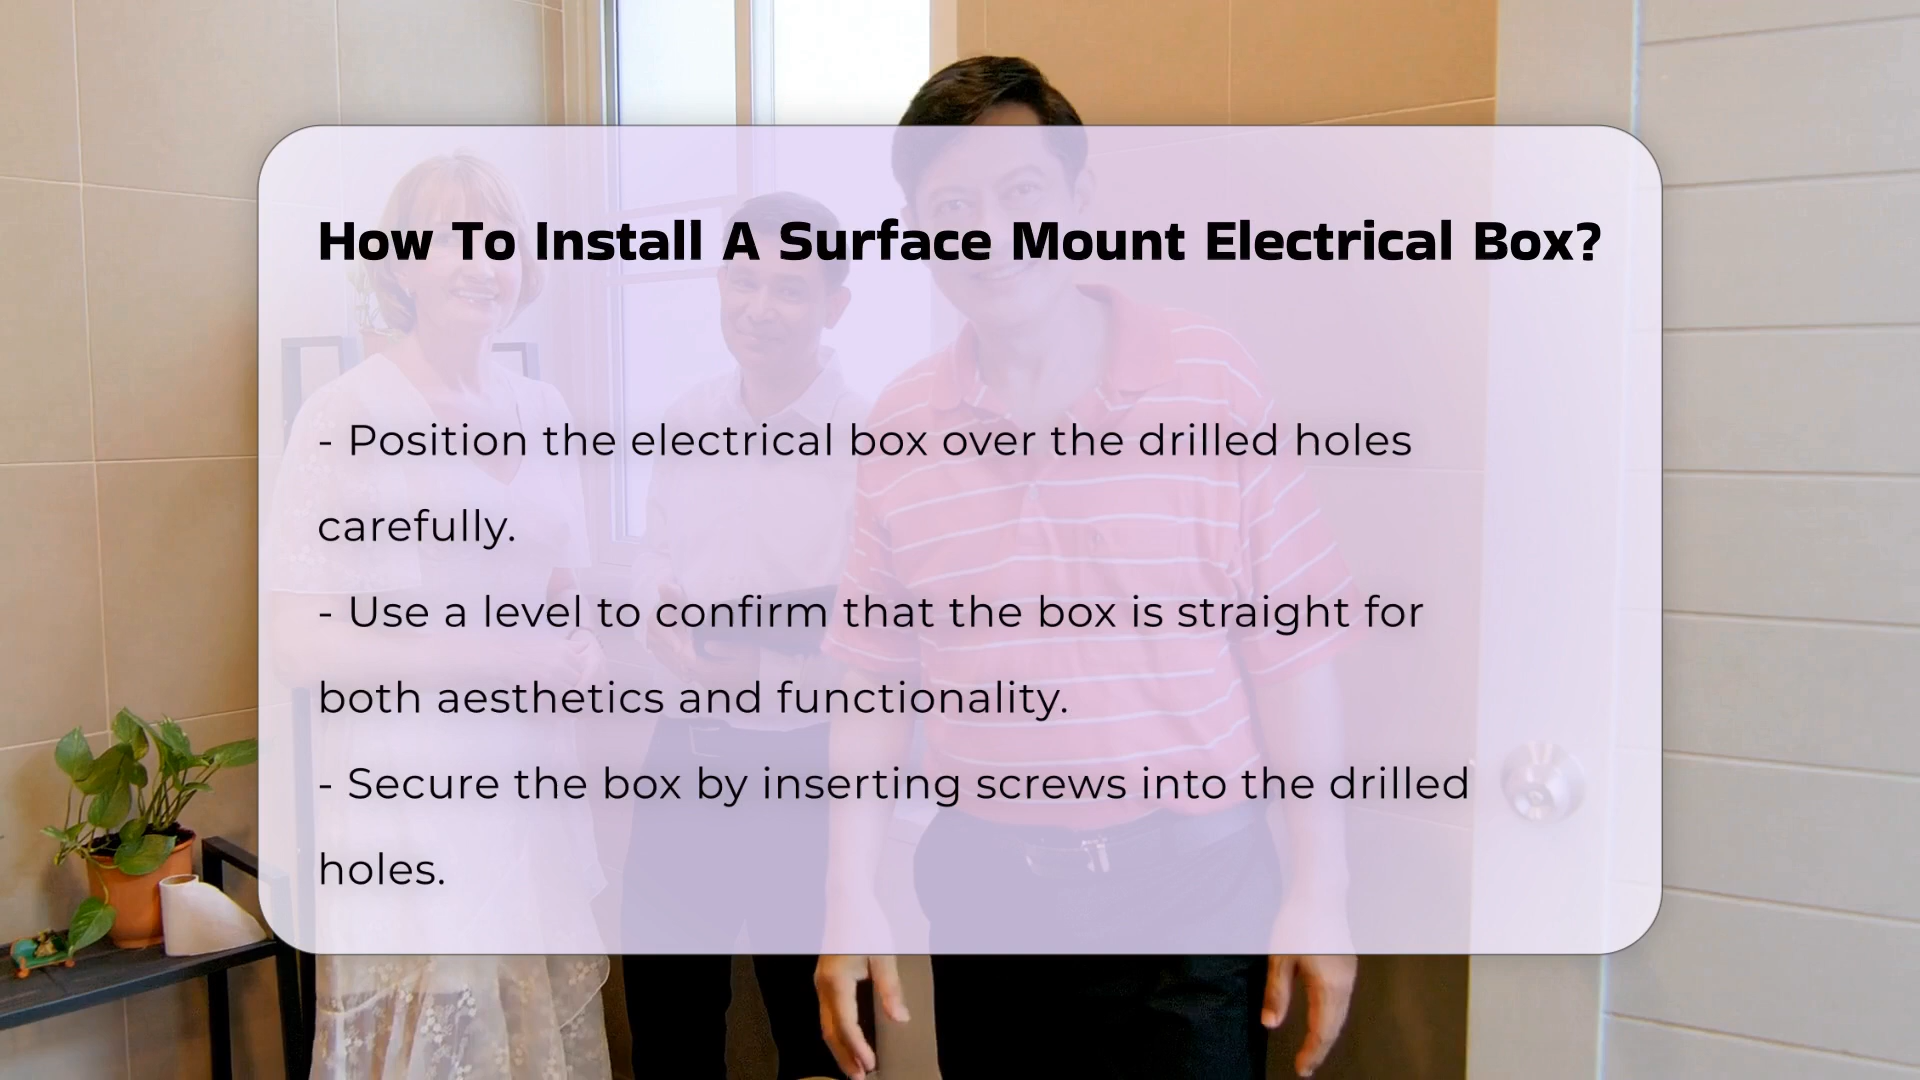 How To Install A Surface Mount Electrical Box?
- Position the electrical box over the drilled holes
carefully.
- Use a level to confirm that the box is straight for
both aesthetics and functionality.
- Secure the box by inserting screws into the drilled
holes.